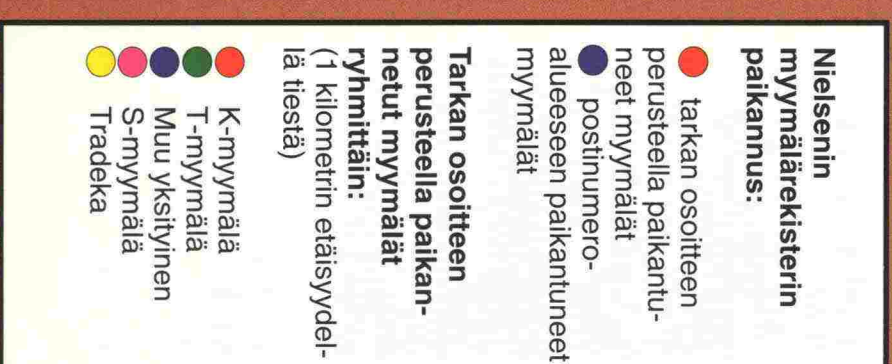 Nielsenin
myymälärekisterin
paikannus:
tarkan osoitteen
perusteella paikantu-
neet myymälät
postinumero-
alueeseen paikantuneet
myymälät
Tarkan osoitteen
perusteella paikan-
netut myymälät
ryhmittäin:
(1 kilometrin etäisyydel-
lä tiestä)
K-myymälä
T-myymälä
Muu yksityinen
S-myymälä
Tradeka